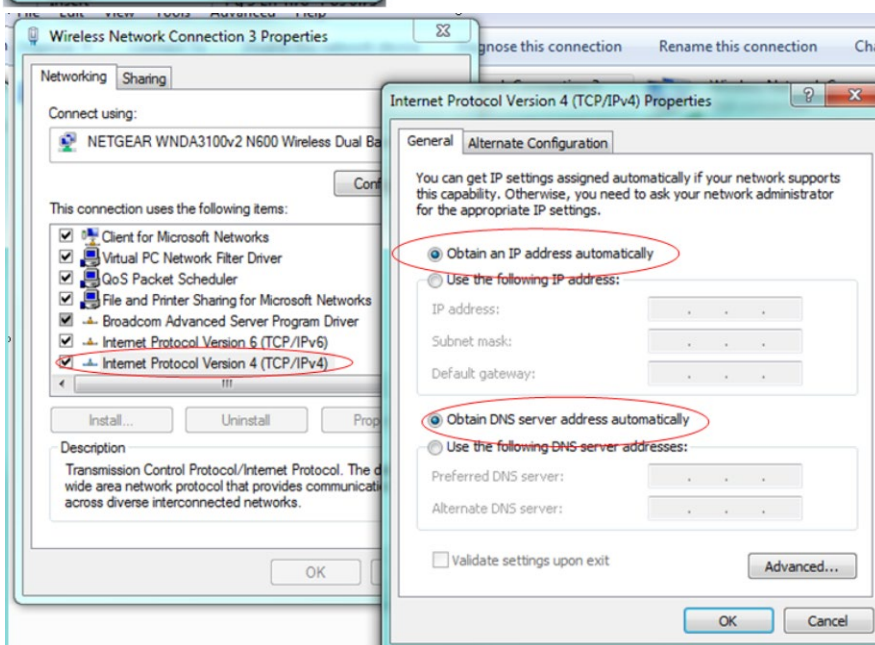 File Edit View Tools Advanced Help
Wireless Network Connection 3 Properties
gnose this connection Rename this connection Cha
Networking Sharing
Connect using:
NETGEAR WNDA3100v2 N600 Wireless Dual Ba
Conf
This connection uses the following items:
Client for Microsoft Networks
Virtual PC Network Filter Driver
QoS Packet Scheduler
File and Printer Sharing for Microsoft Networks
Broadcom Advanced Server Program Driver
Internet Protocol Version 6 (TCP/IPv6)
Internet Protocol Version 4 (TCP/IPv4)
Install... Uninstall Prop
Description
Transmission Control Protocol/Internet Protocol. The d
wide area network protocol that provides communicati
across diverse interconnected networks.
OK
Internet Protocol Version 4 (TCP/IPv4) Properties
General Alternate Configuration
You can get IP settings assigned automatically if your network supports
this capability. Otherwise, you need to ask your network administrator
for the appropriate IP settings.
Obtain an IP address automatically
Use the following IP address:
IP address:
Subnet mask:
Default gateway:
Obtain DNS server address automatically
Use the following DNS server addresses:
Preferred DNS server:
Alternate DNS server:
Validate settings upon exit
Advanced...
OK Cancel